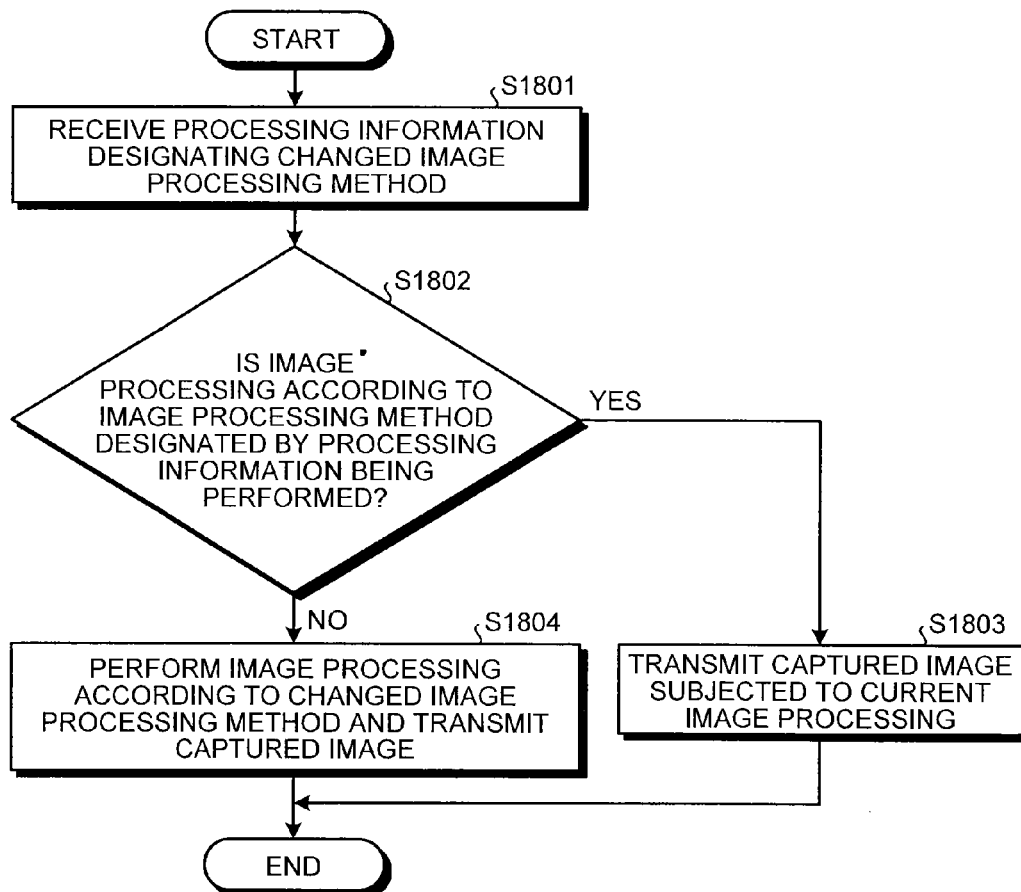 START
S1801
RECEIVE PROCESSING INFORMATION
DESIGNATING CHANGED IMAGE
PROCESSING METHOD
S1802
IS IMAGE
PROCESSING ACCORDING TO
IMAGE PROCESSING METHOD
DESIGNATED BY PROCESSING
INFORMATION BEING
PERFORMED?
YES
NO
S1804
PERFORM IMAGE PROCESSING
ACCORDING TO CHANGED IMAGE
PROCESSING METHOD AND TRANSMIT
CAPTURED IMAGE
S1803
TRANSMIT CAPTURED IMAGE
SUBJECTED TO CURRENT
IMAGE PROCESSING
END